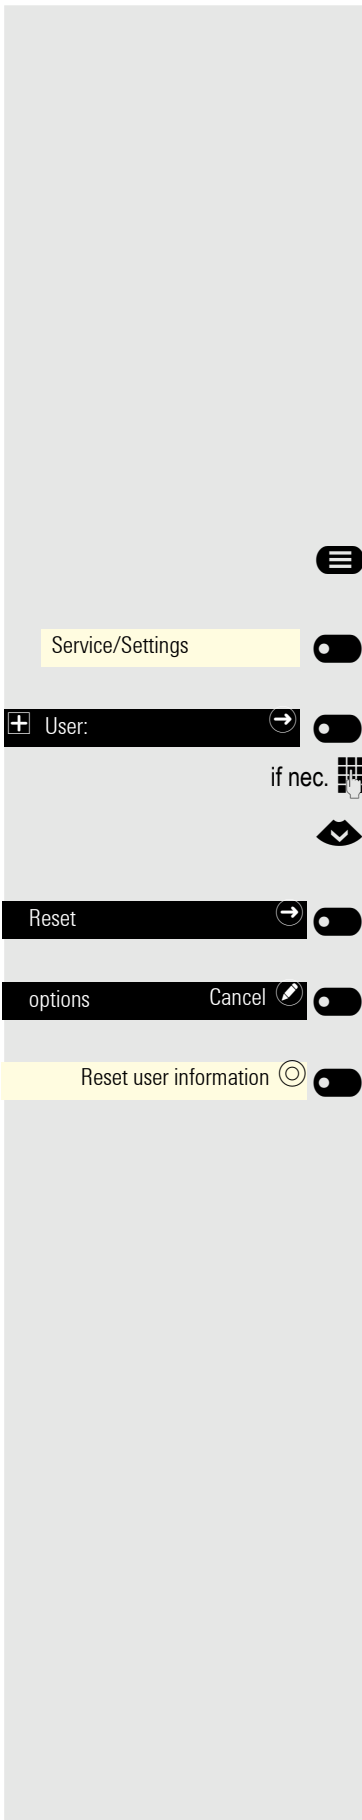 Service/Settings
User:
if nec.
Reset
options Cancel
Reset user information